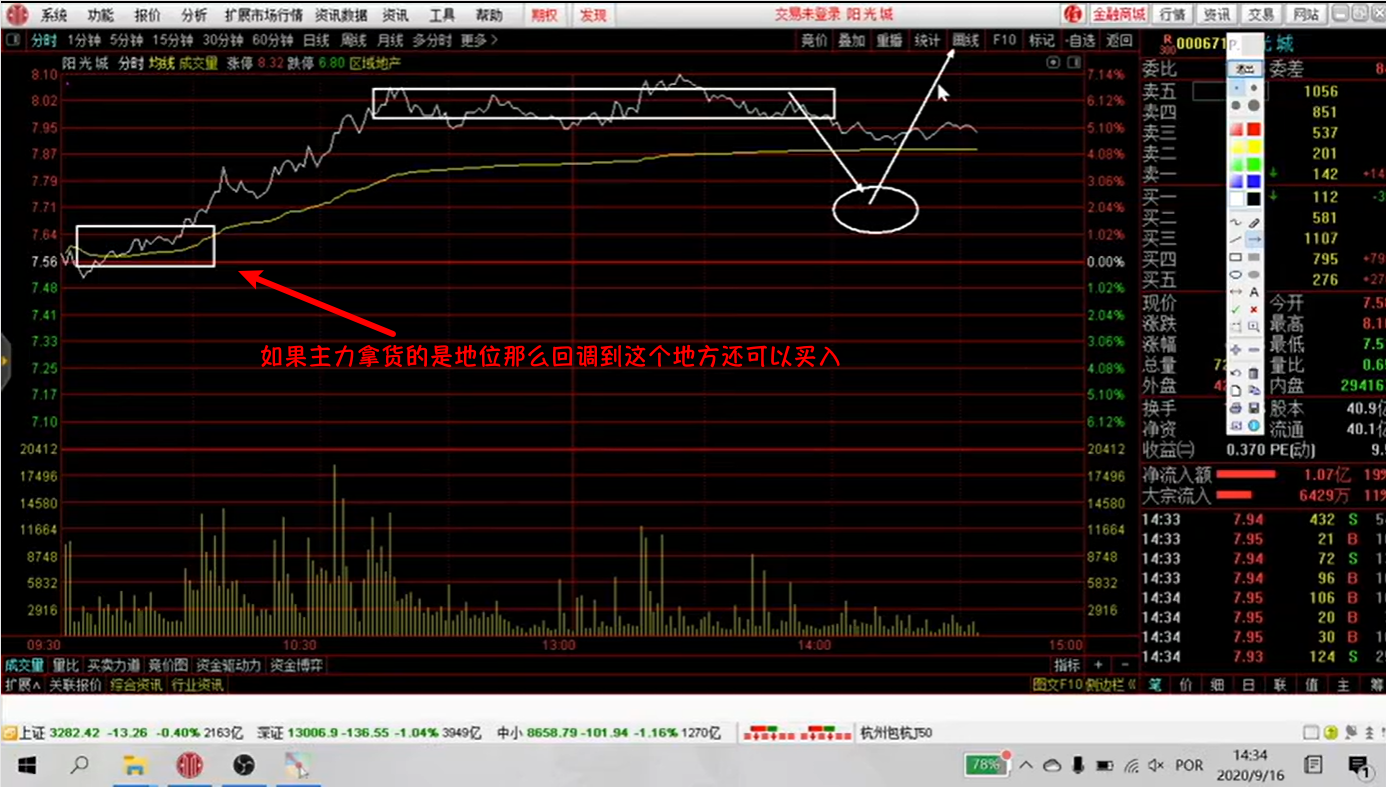 系统 功能 报价 分析 扩展市场行情 资讯数据 资讯 工具 帮助 期权 发现 交易未登录 阳光城 金融商城 行情 资讯 交易 网站
分时 1分钟 5分钟 15分钟 30分钟 60分钟 日线 周线 月线 多分时 更多> 竞价 叠加 重播 统计 画线 F10 标记 -自选 返回
阳光城 分时 均线 成交量 涨停 8.32 跌停 6.80 区域地产
R 300 000671 城
退出
委比 委差
8.10 7.14%
8.02 6.12%
7.95 5.10%
7.87 4.08%
7.79 3.06%
7.71 2.04%
7.64 1.02%
7.56 0.00%
7.48 1.02%
7.41 2.04%
7.33 3.06%
7.25 4.08%
7.17 5.10%
7.10 6.12%
20412 20412
17496 17496
14580 14580
11664 11664
8748 8748
5832 5832
2916 2916
09:30 10:30 13:00 14:00 15:00
如果主力拿货的是地位那么回调到这个地方还可以买入
卖五 1056
卖四 851
卖三 537
卖二 201
卖一 142
买一 112
买二 581
买三 1107
买四 795
买五 276
现价 今开
涨跌 最高
涨幅 最低
总量 量比
外盘 内盘 29416
换手 股本
净资 流通
收益㈡ 0.370 PE(动)
净流入额 1.07亿
大宗流入 6429万
14:33 7.94 432 S
14:33 7.95 21 B
14:33 7.94 72 S
14:33 7.94 96 B
14:34 7.95 106 B
14:34 7.95 20 B
14:34 7.95 30 B
14:34 7.93 124 S
成交量 量比 买卖力道 竞价图 资金驱动力 资金博弈 指标 + -
扩展∧ 关联报价 综合资讯 行业资讯 图文F10 侧边栏《 笔 价 细 日 联 值 主 筹
上证 3282.42 -13.26 -0.40% 2163亿 深证 13006.9 -136.55 -1.04% 3949亿 中小 8658.79 -101.94 -1.16% 1270亿 杭州包杭J50
78% POR 14:34
2020/9/16
1